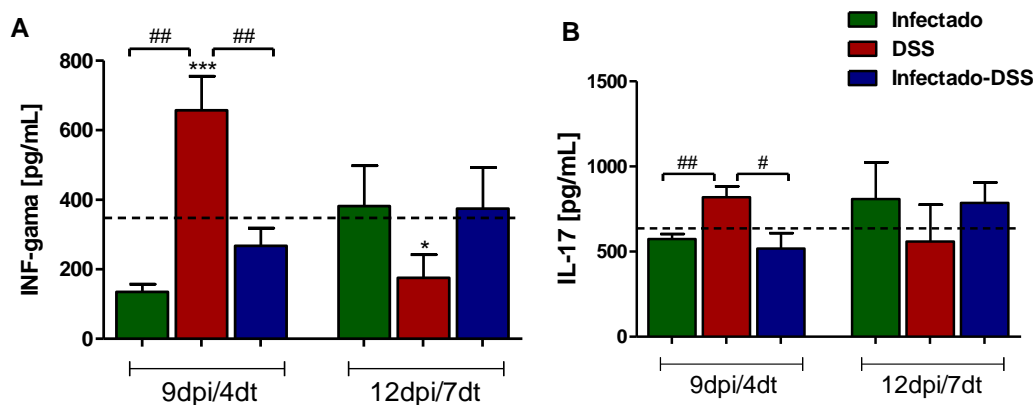 A
## ##
***
*
INF-gama [pg/mL]
800
600
400
200
0
9dpi/4dt 12dpi/7dt
B
Infectado
DSS
Infectado-DSS
## #
IL-17 [pg/mL]
1500
1000
500
0
9dpi/4dt 12dpi/7dt